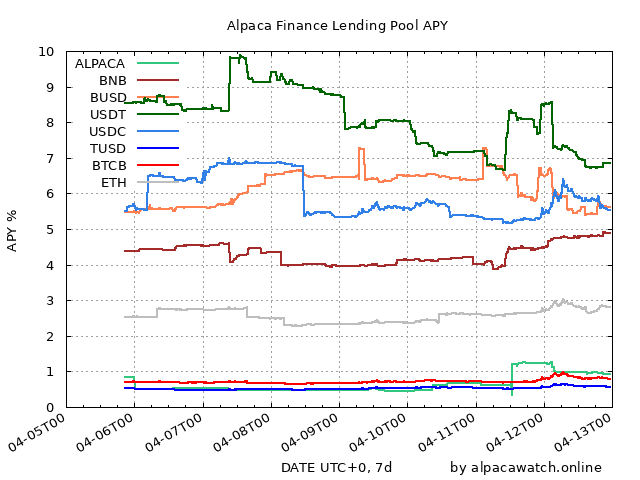 Alpaca Finance Lending Pool APY
10
9
8
7
6
5
4
3
2
1
0
APY %
ALPACA
BNB
BUSD
USDT
USDC
TUSD
BTCB
ETH
04-05T00
04-06T00
04-07T00
04-08T00
04-09T00
04-10T00
04-11T00
04-12T00
04-13T00
DATE UTC+0, 7d
by alpacawatch.online